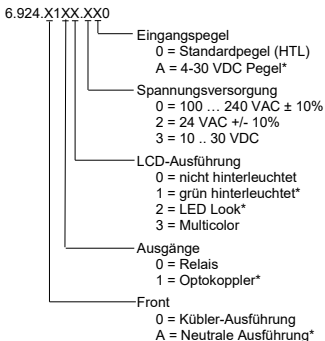 6.924.X1XX.XX0
Eingangspegel
0 = Standardpegel (HTL)
A = 4-30 VDC Pegel*
Spannungsversorgung
0 = 100 … 240 VAC ± 10%
2 = 24 VAC +/- 10%
3 = 10 .. 30 VDC
LCD-Ausführung
0 = nicht hinterleuchtet
1 = grün hinterleuchtet*
2 = LED Look*
3 = Multicolor
Ausgänge
0 = Relais
1 = Optokoppler*
Front
0 = Kübler-Ausführung
A = Neutrale Ausführung*